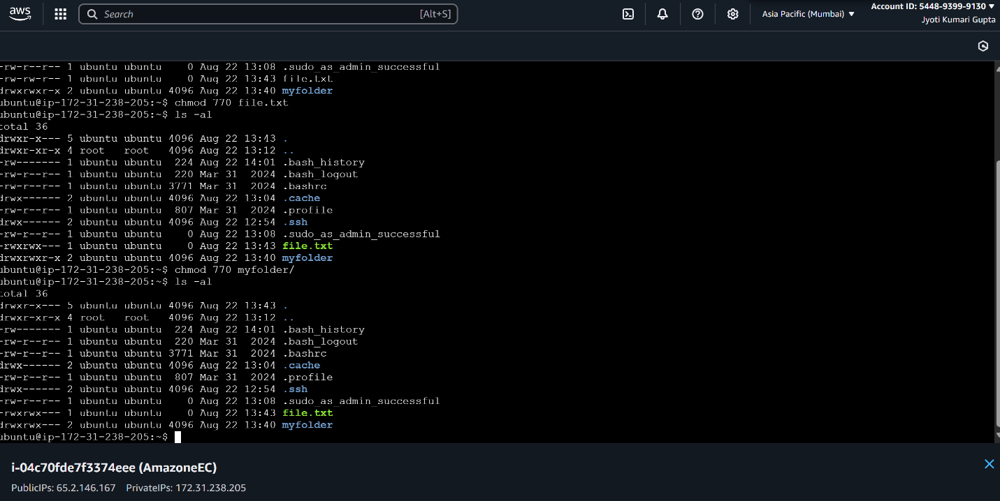 aws
Search [Alt+S]
Asia Pacific (Mumbai) ▼
Account ID: 5448-9399-9130 ▼
Jyoti Kumari Gupta
-rw-r--r-- 1 ubuntu ubuntu    0 Aug 22 13:08 .sudo_as_admin_successful
-rw-rw-r-- 1 ubuntu ubuntu    0 Aug 22 13:43 file.txt
drwxrwxr-x 2 ubuntu ubuntu 4096 Aug 22 13:40 myfolder
ubuntu@ip-172-31-238-205:~$ chmod 770 file.txt
ubuntu@ip-172-31-238-205:~$ ls -al
total 36
drwxr-x--- 5 ubuntu ubuntu 4096 Aug 22 13:43 .
drwxr-xr-x 4 root   root   4096 Aug 22 13:12 ..
-rw------- 1 ubuntu ubuntu  224 Aug 22 14:01 .bash_history
-rw-r--r-- 1 ubuntu ubuntu  220 Mar 31  2024 .bash_logout
-rw-r--r-- 1 ubuntu ubuntu 3771 Mar 31  2024 .bashrc
drwx------ 2 ubuntu ubuntu 4096 Aug 22 13:04 .cache
-rw-r--r-- 1 ubuntu ubuntu  807 Mar 31  2024 .profile
drwx------ 2 ubuntu ubuntu 4096 Aug 22 12:54 .ssh
-rw-r--r-- 1 ubuntu ubuntu    0 Aug 22 13:08 .sudo_as_admin_successful
-rwxrwx--- 1 ubuntu ubuntu    0 Aug 22 13:43 file.txt
drwxrwxr-x 2 ubuntu ubuntu 4096 Aug 22 13:40 myfolder
ubuntu@ip-172-31-238-205:~$ chmod 770 myfolder/
ubuntu@ip-172-31-238-205:~$ ls -al
total 36
drwxr-x--- 5 ubuntu ubuntu 4096 Aug 22 13:43 .
drwxr-xr-x 4 root   root   4096 Aug 22 13:12 ..
-rw------- 1 ubuntu ubuntu  224 Aug 22 14:01 .bash_history
-rw-r--r-- 1 ubuntu ubuntu  220 Mar 31  2024 .bash_logout
-rw-r--r-- 1 ubuntu ubuntu 3771 Mar 31  2024 .bashrc
drwx------ 2 ubuntu ubuntu 4096 Aug 22 13:04 .cache
-rw-r--r-- 1 ubuntu ubuntu  807 Mar 31  2024 .profile
drwx------ 2 ubuntu ubuntu 4096 Aug 22 12:54 .ssh
-rw-r--r-- 1 ubuntu ubuntu    0 Aug 22 13:08 .sudo_as_admin_successful
-rwxrwx--- 1 ubuntu ubuntu    0 Aug 22 13:43 file.txt
drwxrwx--- 2 ubuntu ubuntu 4096 Aug 22 13:40 myfolder
ubuntu@ip-172-31-238-205:~$
i-04c70fde7f3374eee (AmazoneEC)
PublicIPs: 65.2.146.167 PrivateIPs: 172.31.238.205